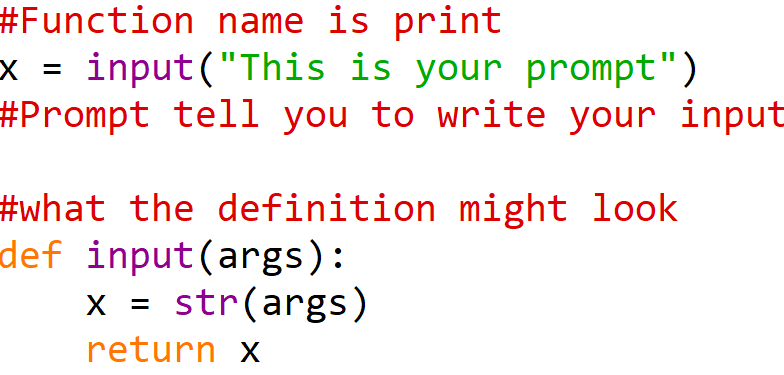 #Function name is print
x = input("This is your prompt")
#Prompt tell you to write your input
#what the definition might look
def input(args):
    x = str(args)
    return x